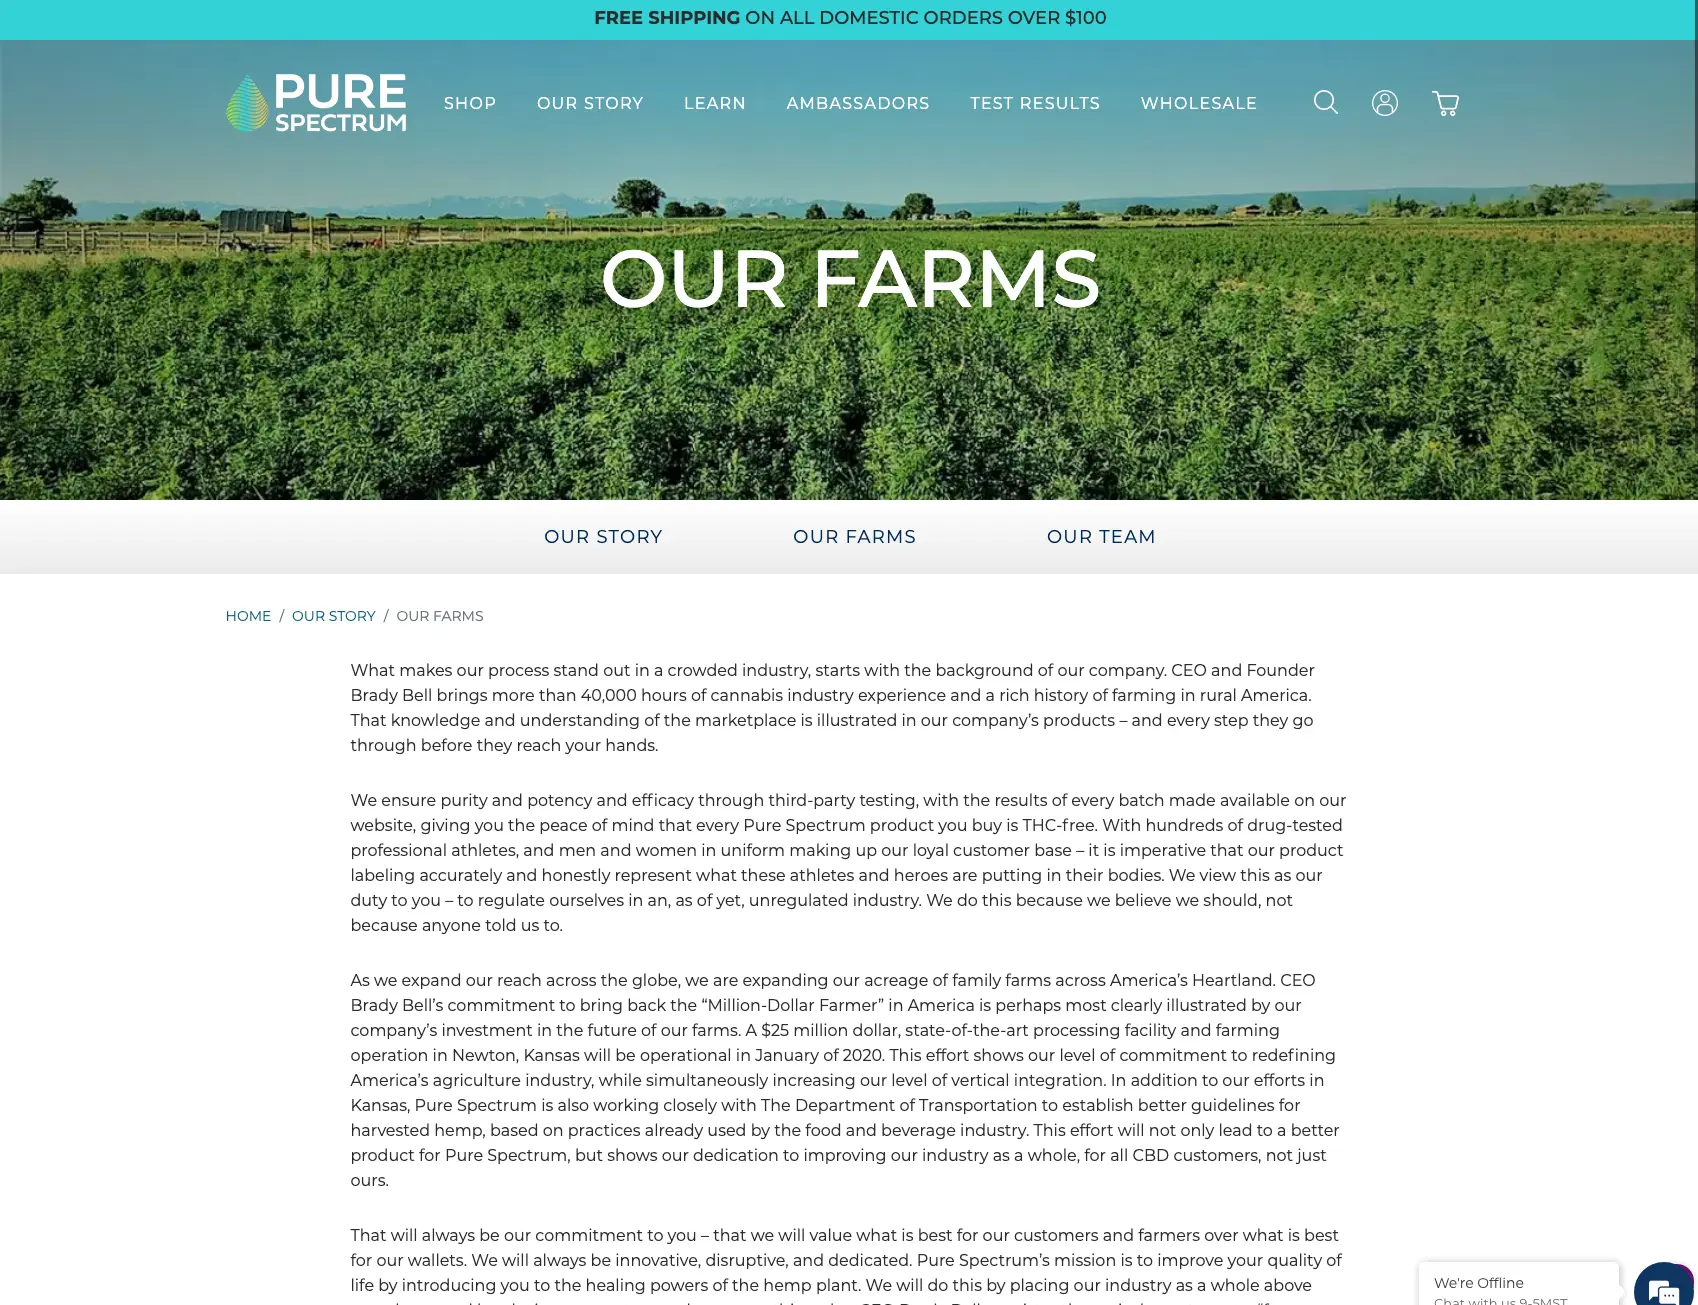 FREE SHIPPING ON ALL DOMESTIC ORDERS OVER $100
PURE
SPECTRUM
SHOP OUR STORY LEARN AMBASSADORS TEST RESULTS WHOLESALE
OUR FARMS
OUR STORY OUR FARMS OUR TEAM
HOME / OUR STORY / OUR FARMS
What makes our process stand out in a crowded industry, starts with the background of our company. CEO and Founder
Brady Bell brings more than 40,000 hours of cannabis industry experience and a rich history of farming in rural America.
That knowledge and understanding of the marketplace is illustrated in our company’s products – and every step they go
through before they reach your hands.
We ensure purity and potency and efficacy through third-party testing, with the results of every batch made available on our
website, giving you the peace of mind that every Pure Spectrum product you buy is THC-free. With hundreds of drug-tested
professional athletes, and men and women in uniform making up our loyal customer base – it is imperative that our product
labeling accurately and honestly represent what these athletes and heroes are putting in their bodies. We view this as our
duty to you – to regulate ourselves in an, as of yet, unregulated industry. We do this because we believe we should, not
because anyone told us to.
As we expand our reach across the globe, we are expanding our acreage of family farms across America’s Heartland. CEO
Brady Bell’s commitment to bring back the “Million-Dollar Farmer” in America is perhaps most clearly illustrated by our
company’s investment in the future of our farms. A $25 million dollar, state-of-the-art processing facility and farming
operation in Newton, Kansas will be operational in January of 2020. This effort shows our level of commitment to redefining
America’s agriculture industry, while simultaneously increasing our level of vertical integration. In addition to our efforts in
Kansas, Pure Spectrum is also working closely with The Department of Transportation to establish better guidelines for
harvested hemp, based on practices already used by the food and beverage industry. This effort will not only lead to a better
product for Pure Spectrum, but shows our dedication to improving our industry as a whole, for all CBD customers, not just
ours.
That will always be our commitment to you – that we will value what is best for our customers and farmers over what is best
for our wallets. We will always be innovative, disruptive, and dedicated. Pure Spectrum’s mission is to improve your quality of
life by introducing you to the healing powers of the hemp plant. We will do this by placing our industry as a whole above
We're Offline
Chat with us 9-5MST